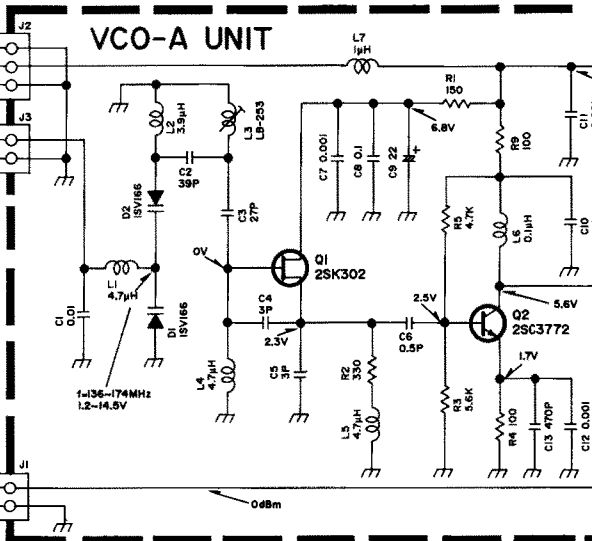 J2
VCO-A UNIT
L7
1μH
R1
150
L2
3.9μH
L3
LB-253
6.8V
J3
C2
39P
C7 0.001
C8 0.1
C9 22
+
R9
100
C11
D2
1SV166
C3
27P
R5
4.7K
L6
0.1μH
C10
0V
Q1
2SK302
L1
4.7μH
C1
0.01
D1
1SV166
C4
3P
2.3V
2.5V
C6
0.5P
5.6V
Q2
2SC3772
L4
4.7μH
C5
3P
R2
330
1.7V
f=136~174MHz
1.2~14.5V
L5
4.7μH
R3
5.6K
R4 100
C13 470P
C12 0.001
J1
0dBm